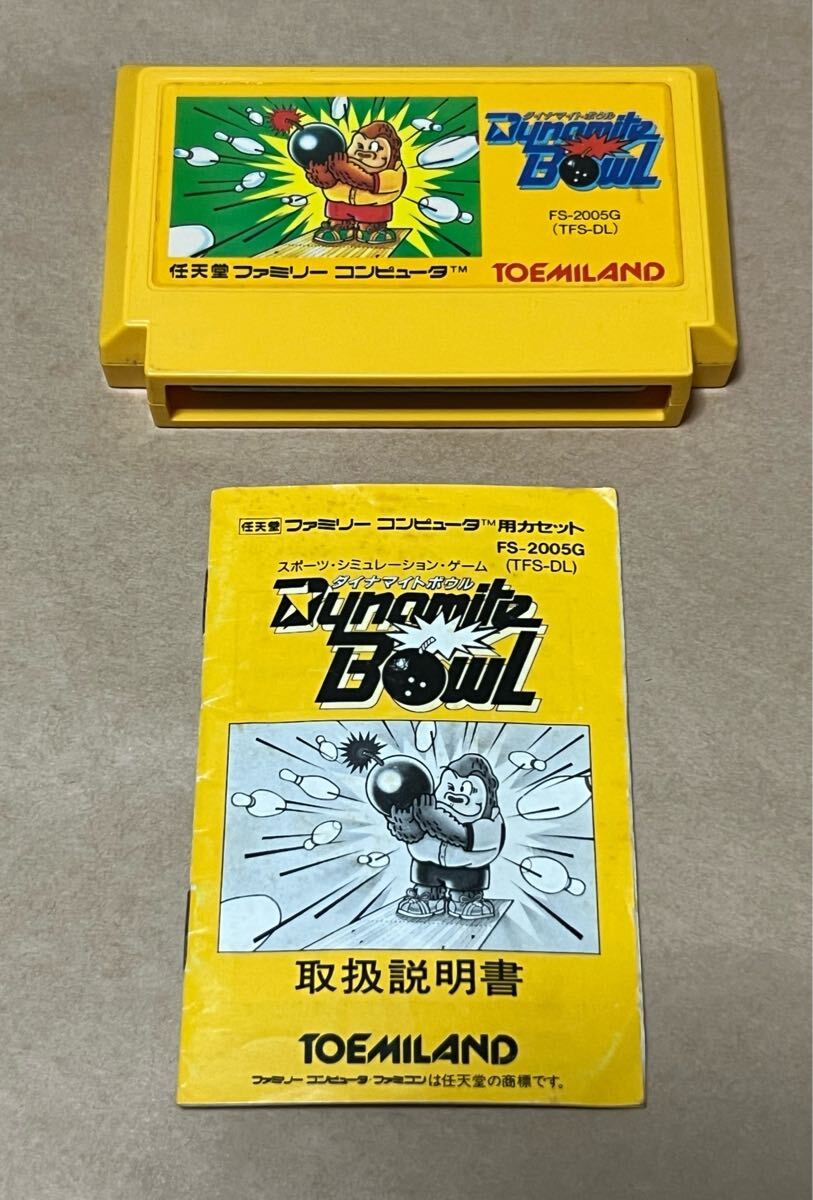 ダイナマイトボウル
Dynamite
BOWL
FS-2005G
(TFS-DL)
任天堂 ファミリー コンピュータ™
TOEMILAND
任天堂 ファミリー コンピュータ™用カセット
FS-2005G
スポーツ・シミュレーション・ゲーム (TFS-DL)
ダイナマイトボウル
Dynamite
BOWL
取扱説明書
TOEMILAND
ファミリー コンピュータ・ファミコンは任天堂の商標です。